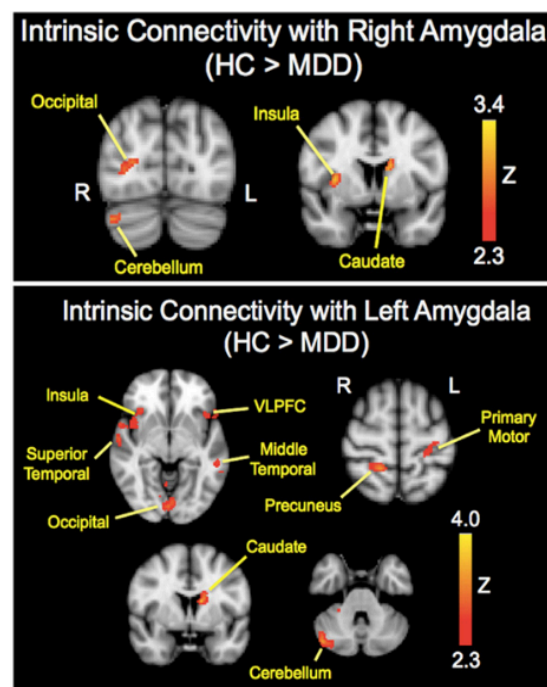 Intrinsic Connectivity with Right Amygdala
(HC > MDD)
Occipital
Insula
3.4
R
L
Z
Cerebellum
Caudate
2.3
Intrinsic Connectivity with Left Amygdala
(HC > MDD)
Insula
VLPFC
R
L
Primary
Motor
Superior
Temporal
Middle
Temporal
Precuneus
Occipital
4.0
Caudate
Z
Cerebellum
2.3